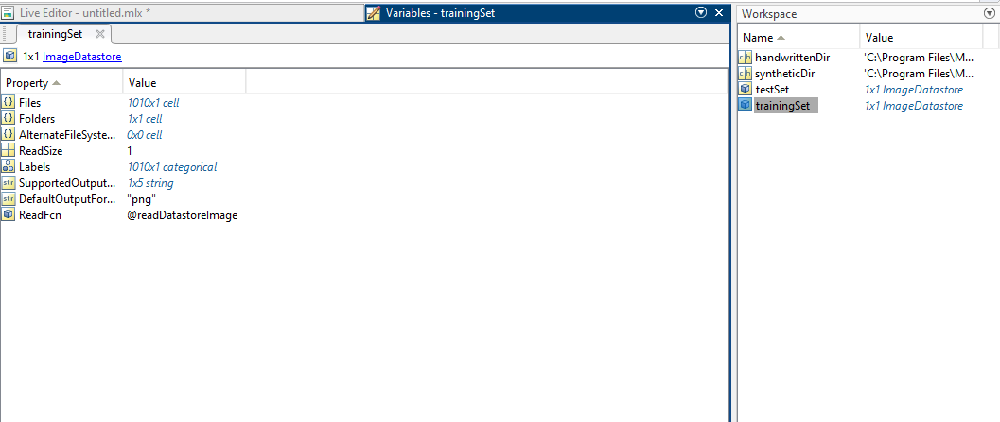 Live Editor - untitled.mlx *
Variables - trainingSet
trainingSet
1x1 ImageDatastore
Property Value
Files 1010x1 cell
Folders 1x1 cell
AlternateFileSyste... 0x0 cell
ReadSize 1
Labels 1010x1 categorical
SupportedOutput... 1x5 string
DefaultOutputFor... "png"
ReadFcn @readDatastoreImage
Workspace
Name Value
handwrittenDir 'C:\Program Files\M...
syntheticDir 'C:\Program Files\M...
testSet 1x1 ImageDatastore
trainingSet 1x1 ImageDatastore